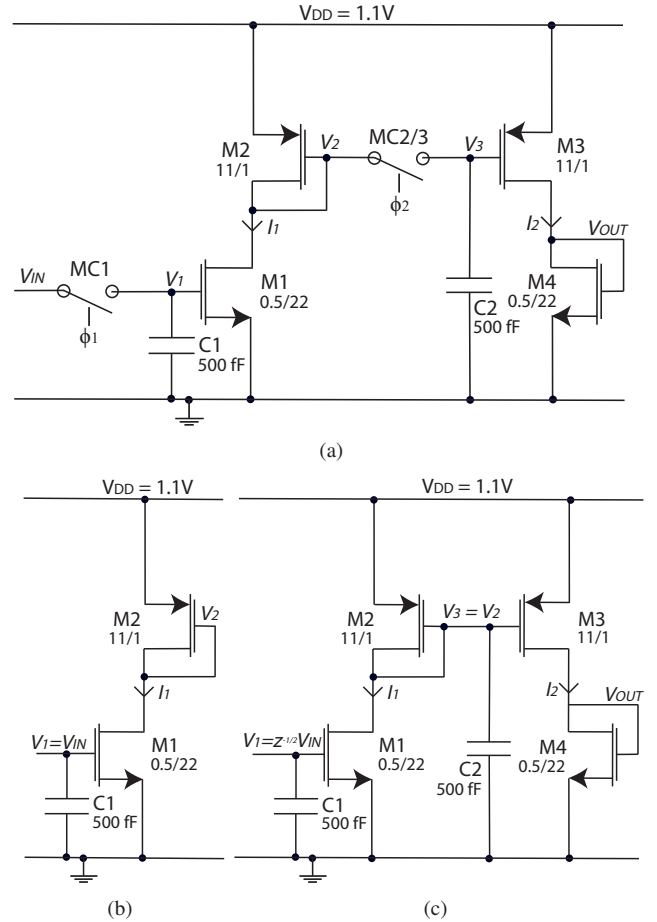 VDD = 1.1V
M2
11/1
V2
MC2/3
ϕ2
V3
M3
11/1
I1
I2
VOUT
VIN
MC1
ϕ1
V1
M1
0.5/22
C1
500 fF
C2
500 fF
M4
0.5/22
(a)
VDD = 1.1V
M2
11/1
V2
I1
V1=VIN
M1
0.5/22
C1
500 fF
(b)
VDD = 1.1V
M2
11/1
V3 = V2
M3
11/1
I1
I2
VOUT
V1=z-1/2VIN
M1
0.5/22
C1
500 fF
C2
500 fF
M4
0.5/22
(c)